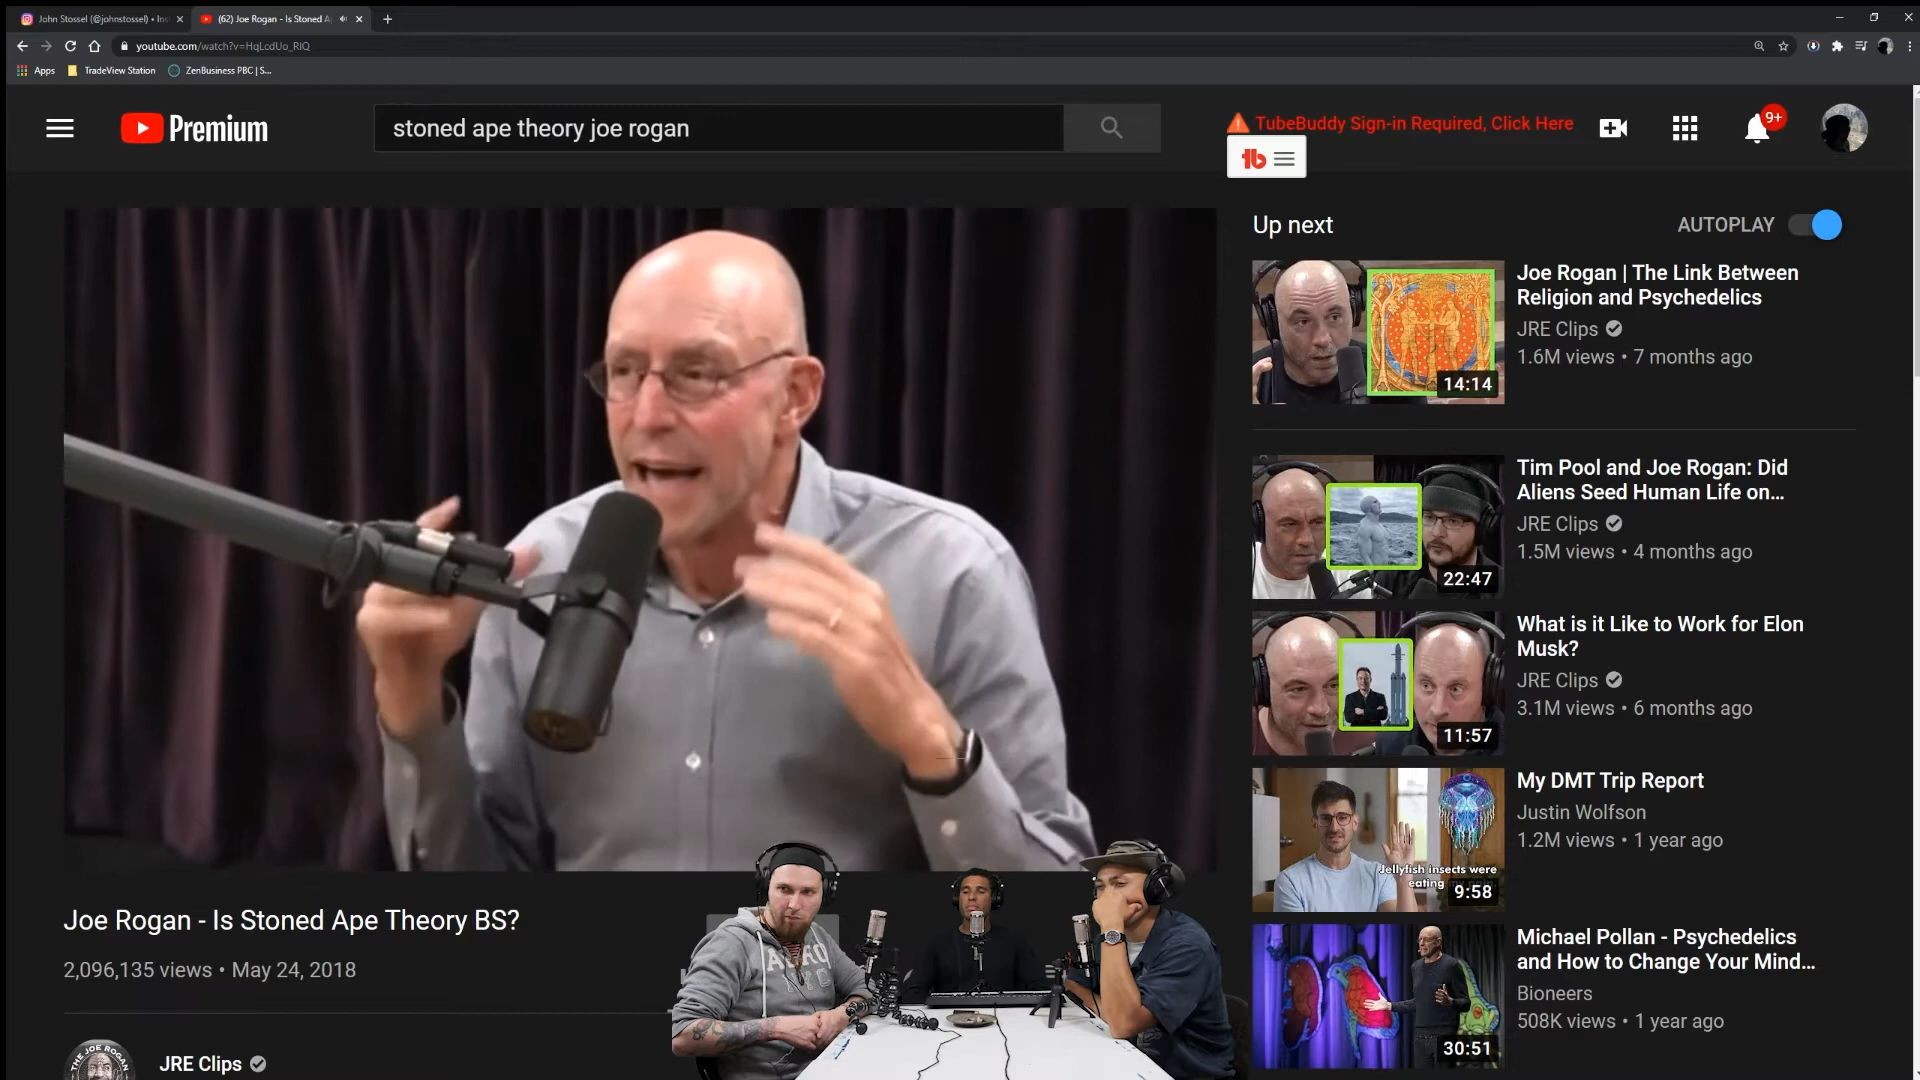 John Stossel (@johnstossel) • Ins
(62) Joe Rogan - Is Stoned A
youtube.com/watch?v=HqLcdUo_RIQ
Apps
TradeView Station
ZenBusiness PBC | S...
Premium
stoned ape theory joe rogan
TubeBuddy Sign-in Required, Click Here
9+
tb
Up next
AUTOPLAY
Joe Rogan | The Link Between
Religion and Psychedelics
JRE Clips
1.6M views • 7 months ago
14:14
Tim Pool and Joe Rogan: Did
Aliens Seed Human Life on...
JRE Clips
1.5M views • 4 months ago
22:47
What is it Like to Work for Elon
Musk?
JRE Clips
3.1M views • 6 months ago
11:57
My DMT Trip Report
Justin Wolfson
1.2M views • 1 year ago
Jellyfish insects were
eating
9:58
Michael Pollan - Psychedelics
and How to Change Your Mind...
Bioneers
508K views • 1 year ago
30:51
Joe Rogan - Is Stoned Ape Theory BS?
2,096,135 views • May 24, 2018
THE JOE ROGAN
JRE Clips